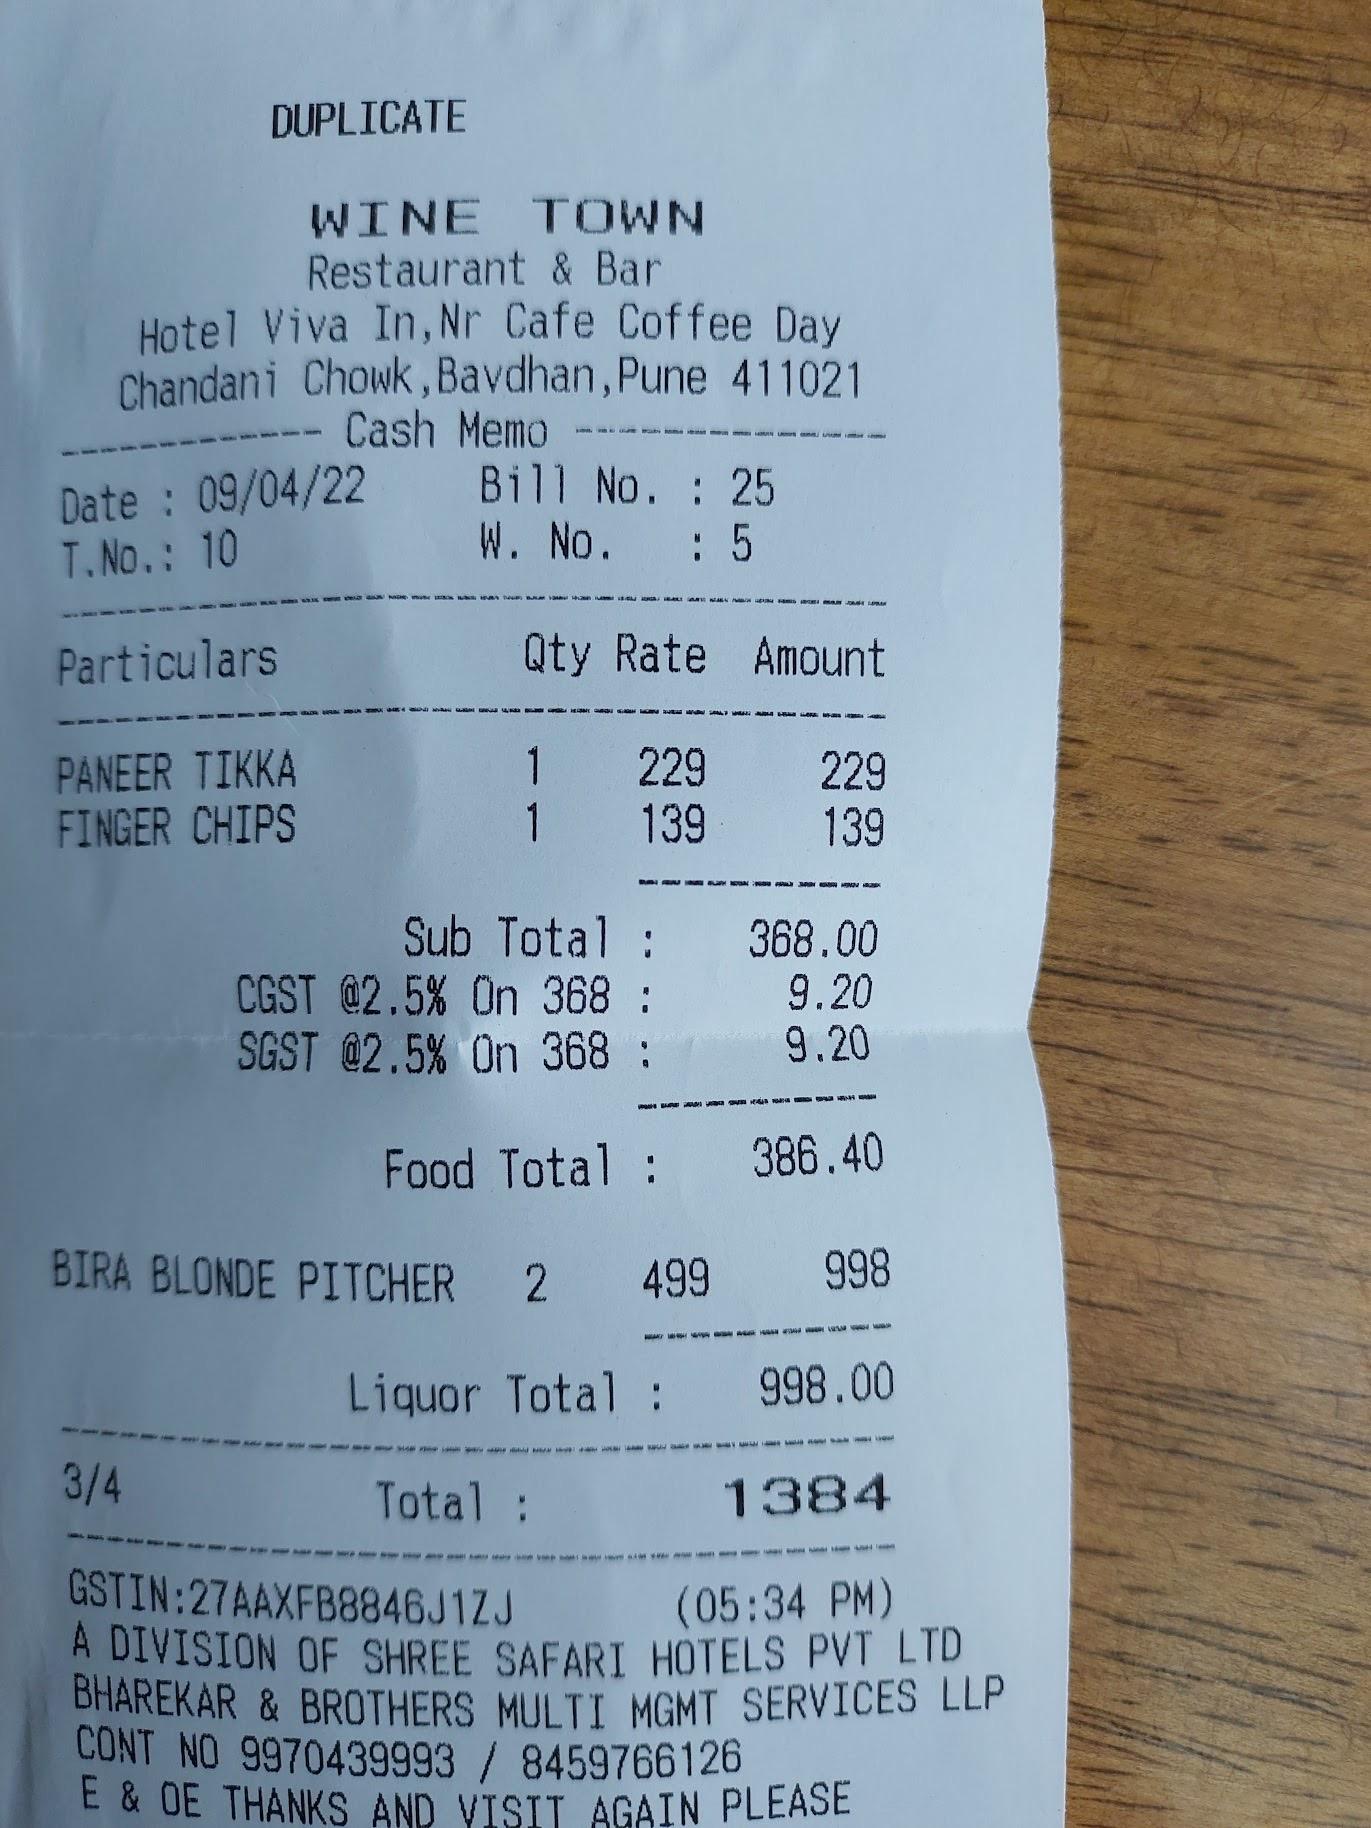 DUPLICATE
WINE TOWN
Restaurant & Bar
Hotel Viva In,Nr Cafe Coffee Day
Chandani Chowk,Bavdhan,Pune 411021
------------ Cash Memo --------------
Date : 09/04/22 Bill No. : 25
T.No.: 10 W. No. : 5
Particulars Qty Rate Amount
PANEER TIKKA 1 229 229
FINGER CHIPS 1 139 139
Sub Total : 368.00
CGST @2.5% On 368 : 9.20
SGST @2.5% On 368 : 9.20
Food Total : 386.40
BIRA BLONDE PITCHER 2 499 998
Liquor Total : 998.00
3/4 Total : 1384
GSTIN:27AAXFB8846J1ZJ (05:34 PM)
A DIVISION OF SHREE SAFARI HOTELS PVT LTD
BHAREKAR & BROTHERS MULTI MGMT SERVICES LLP
CONT NO 9970439993 / 8459766126
E & OE THANKS AND VISIT AGAIN PLEASE